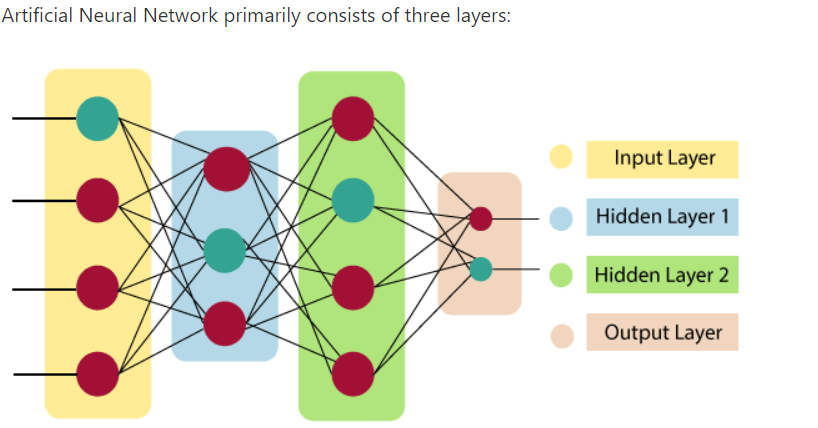 Artificial Neural Network primarily consists of three layers:
Input Layer
Hidden Layer 1
Hidden Layer 2
Output Layer